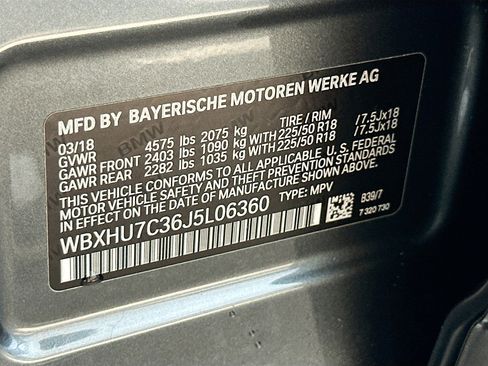 MFD BY BAYERISCHE MOTOREN WERKE AG
03/18 TIRE / RIM
GVWR 4575 lbs 2075 kg
GAWR FRONT 2403 lbs 1090 kg WITH 225/50 R18 /7.5Jx18
GAWR REAR 2282 lbs 1035 kg WITH 225/50 R18 /7.5Jx18
THIS VEHICLE CONFORMS TO ALL APPLICABLE U. S. FEDERAL
MOTOR VEHICLE SAFETY, BUMPER, AND THEFT PREVENTION
STANDARDS IN EFFECT
ON THE DATE OF MANUFACTURE SHOWN ABOVE.
WBXHU7C36J5L06360 TYPE: MPV
B39/7
7 320 730